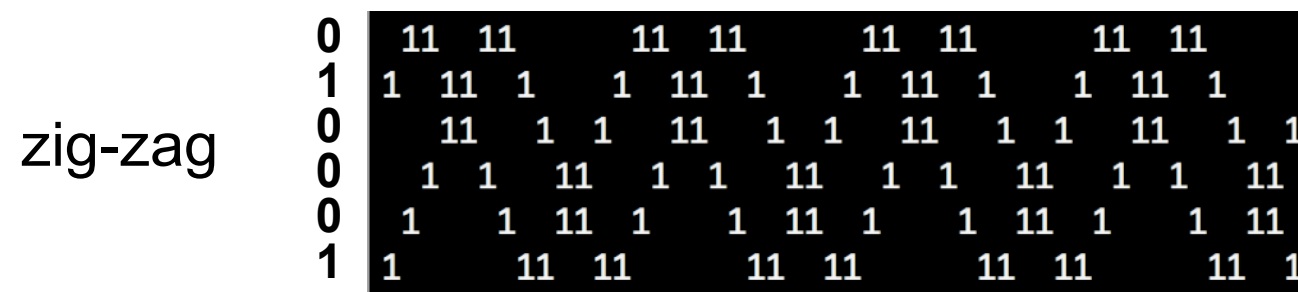 zig-zag
0  11  11      11  11      11  11      11  11
1 1  11  1    1  11  1    1  11  1    1  11  1
0    11   1 1   11   1 1   11   1 1   11   1 1
0   1  1   11   1  1   11   1  1   11   1  1   11
0  1    1 11 1    1 11 1    1 11 1    1 11
1 1      11  11      11  11      11  11      11  1